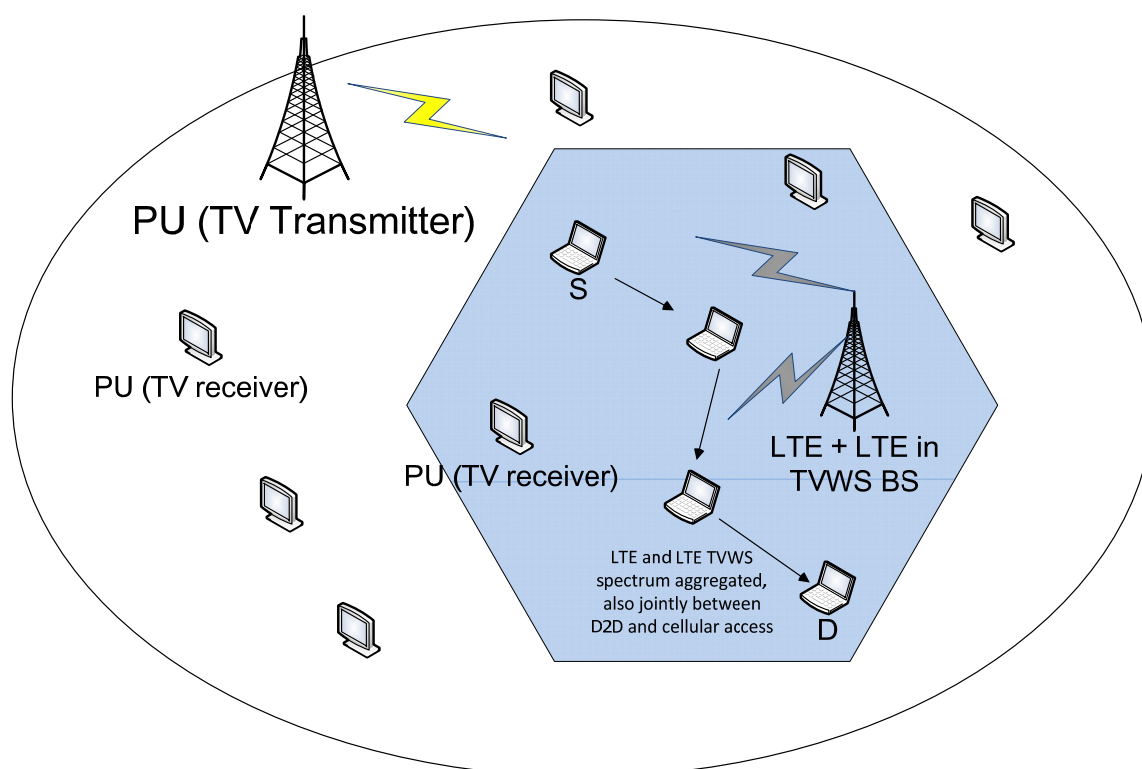 PU (TV Transmitter)
S
PU (TV receiver)
PU (TV receiver)
LTE + LTE in
TVWS BS
LTE and LTE TVWS
spectrum aggregated,
also jointly between
D2D and cellular access
D